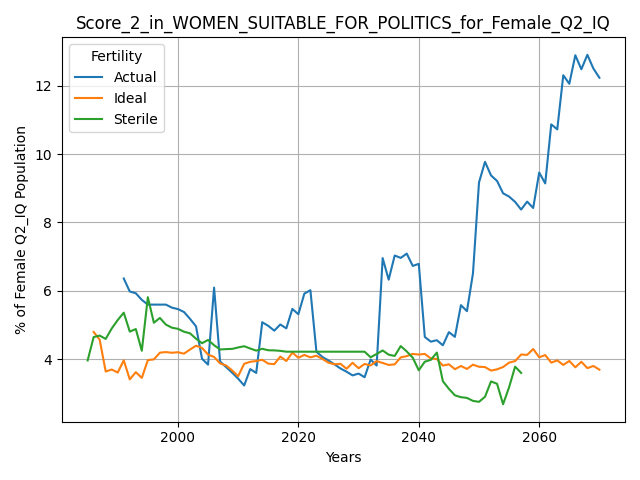 Score_2_in_WOMEN_SUITABLE_FOR_POLITICS_for_Female_Q2_IQ
Fertility
Actual
Ideal
Sterile
% of Female Q2_IQ Population
12
10
8
6
4
2000
2020
2040
2060
Years